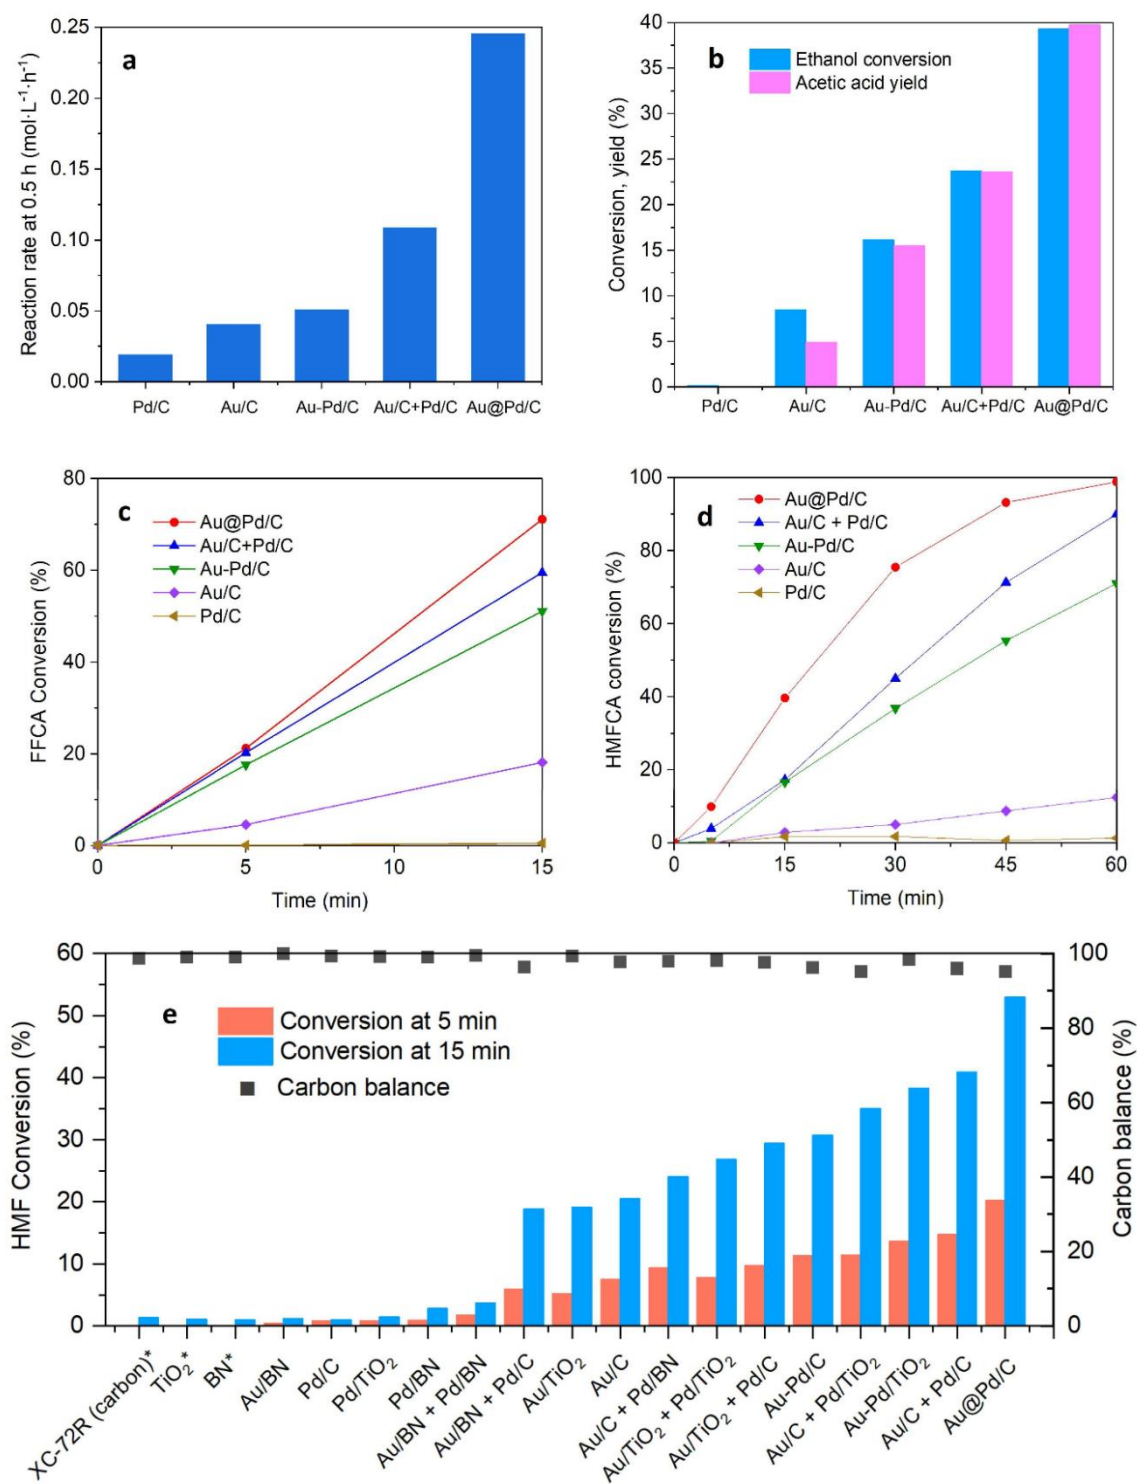 a
Reaction rate at 0.5 h (mol·L⁻¹·h⁻¹)
0.25
0.20
0.15
0.10
0.05
0.00
Pd/C Au/C Au-Pd/C Au/C+Pd/C Au@Pd/C
b
Ethanol conversion
Acetic acid yield
Conversion, yield (%)
40
35
30
25
20
15
10
5
0
Pd/C Au/C Au-Pd/C Au/C+Pd/C Au@Pd/C
c
Au@Pd/C
Au/C+Pd/C
Au-Pd/C
Au/C
Pd/C
FFCA Conversion (%)
80
60
40
20
0
0 5 10 15
Time (min)
d
Au@Pd/C
Au/C + Pd/C
Au-Pd/C
Au/C
Pd/C
HMFCA conversion (%)
100
80
60
40
20
0
0 15 30 45 60
Time (min)
e
Conversion at 5 min
Conversion at 15 min
Carbon balance
HMF Conversion (%)
60
50
40
30
20
10
0
Carbon balance (%)
100
80
60
40
20
0
XC-72R (carbon)*
TiO₂*
BN*
Au/BN
Pd/C
Pd/TiO₂
Pd/BN
Au/BN + Pd/BN
Au/BN + Pd/C
Au/TiO₂
Au/C
Au/C + Pd/BN
Au/TiO₂ + Pd/TiO₂
Au/TiO₂ + Pd/C
Au-Pd/C
Au/C + Pd/TiO₂
Au-Pd/TiO₂
Au/C + Pd/C
Au@Pd/C